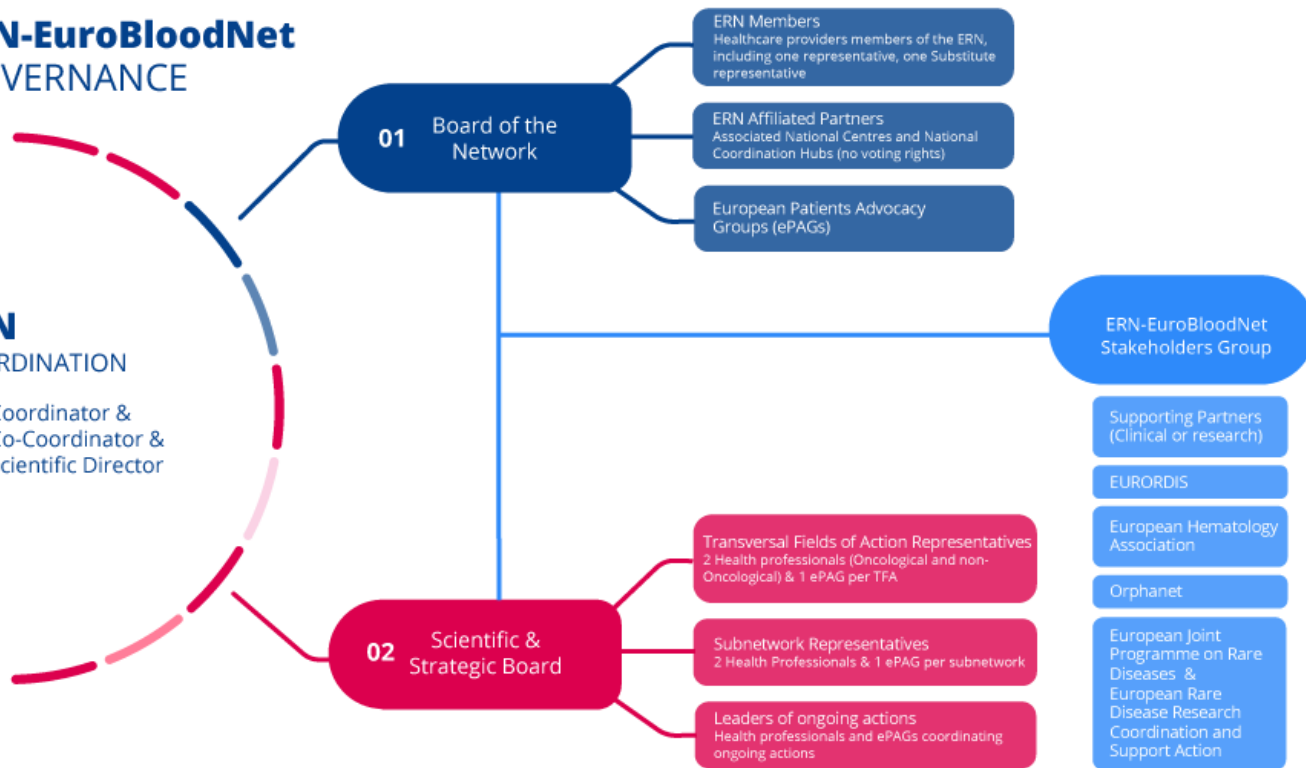 N-EuroBloodNet
VERNANCE
N
RDINATION
Coordinator &
Co-Coordinator &
cientific Director
01
Board of the
Network
ERN Members
Healthcare providers members of the ERN,
including one representative, one Substitute
representative
ERN Affiliated Partners
Associated National Centres and National
Coordination Hubs (no voting rights)
European Patients Advocacy
Groups (ePAGs)
ERN-EuroBloodNet
Stakeholders Group
Supporting Partners
(Clinical or research)
EURORDIS
European Hematology
Association
Orphanet
European Joint
Programme on Rare
Diseases &
European Rare
Disease Research
Coordination and
Support Action
02
Scientific &
Strategic Board
Transversal Fields of Action Representatives
2 Health professionals (Oncological and non-
Oncological) & 1 ePAG per TFA
Subnetwork Representatives
2 Health Professionals & 1 ePAG per subnetwork
Leaders of ongoing actions
Health professionals and ePAGs coordinating
ongoing actions